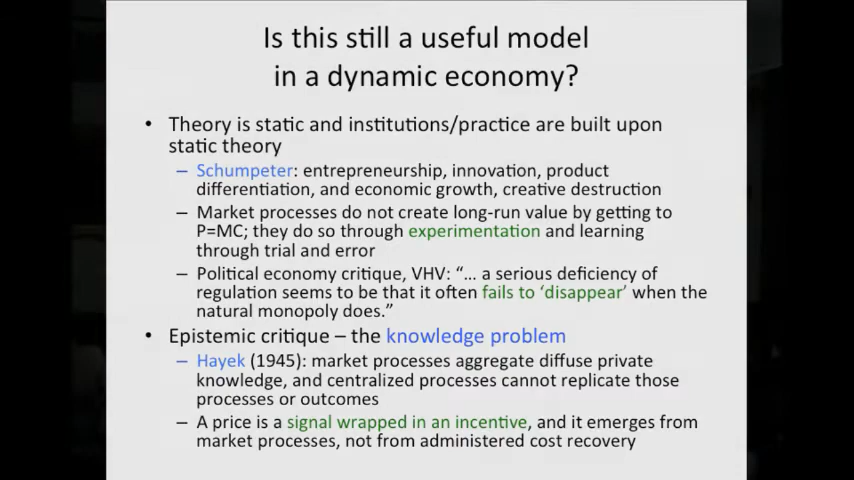 Is this still a useful model
in a dynamic economy?
• Theory is static and institutions/practice are built upon
static theory
– Schumpeter: entrepreneurship, innovation, product
differentiation, and economic growth, creative destruction
– Market processes do not create long-run value by getting to
P=MC; they do so through experimentation and learning
through trial and error
– Political economy critique, VHV: “... a serious deficiency of
regulation seems to be that it often fails to ‘disappear’ when the
natural monopoly does.”
• Epistemic critique – the knowledge problem
– Hayek (1945): market processes aggregate diffuse private
knowledge, and centralized processes cannot replicate those
processes or outcomes
– A price is a signal wrapped in an incentive, and it emerges from
market processes, not from administered cost recovery